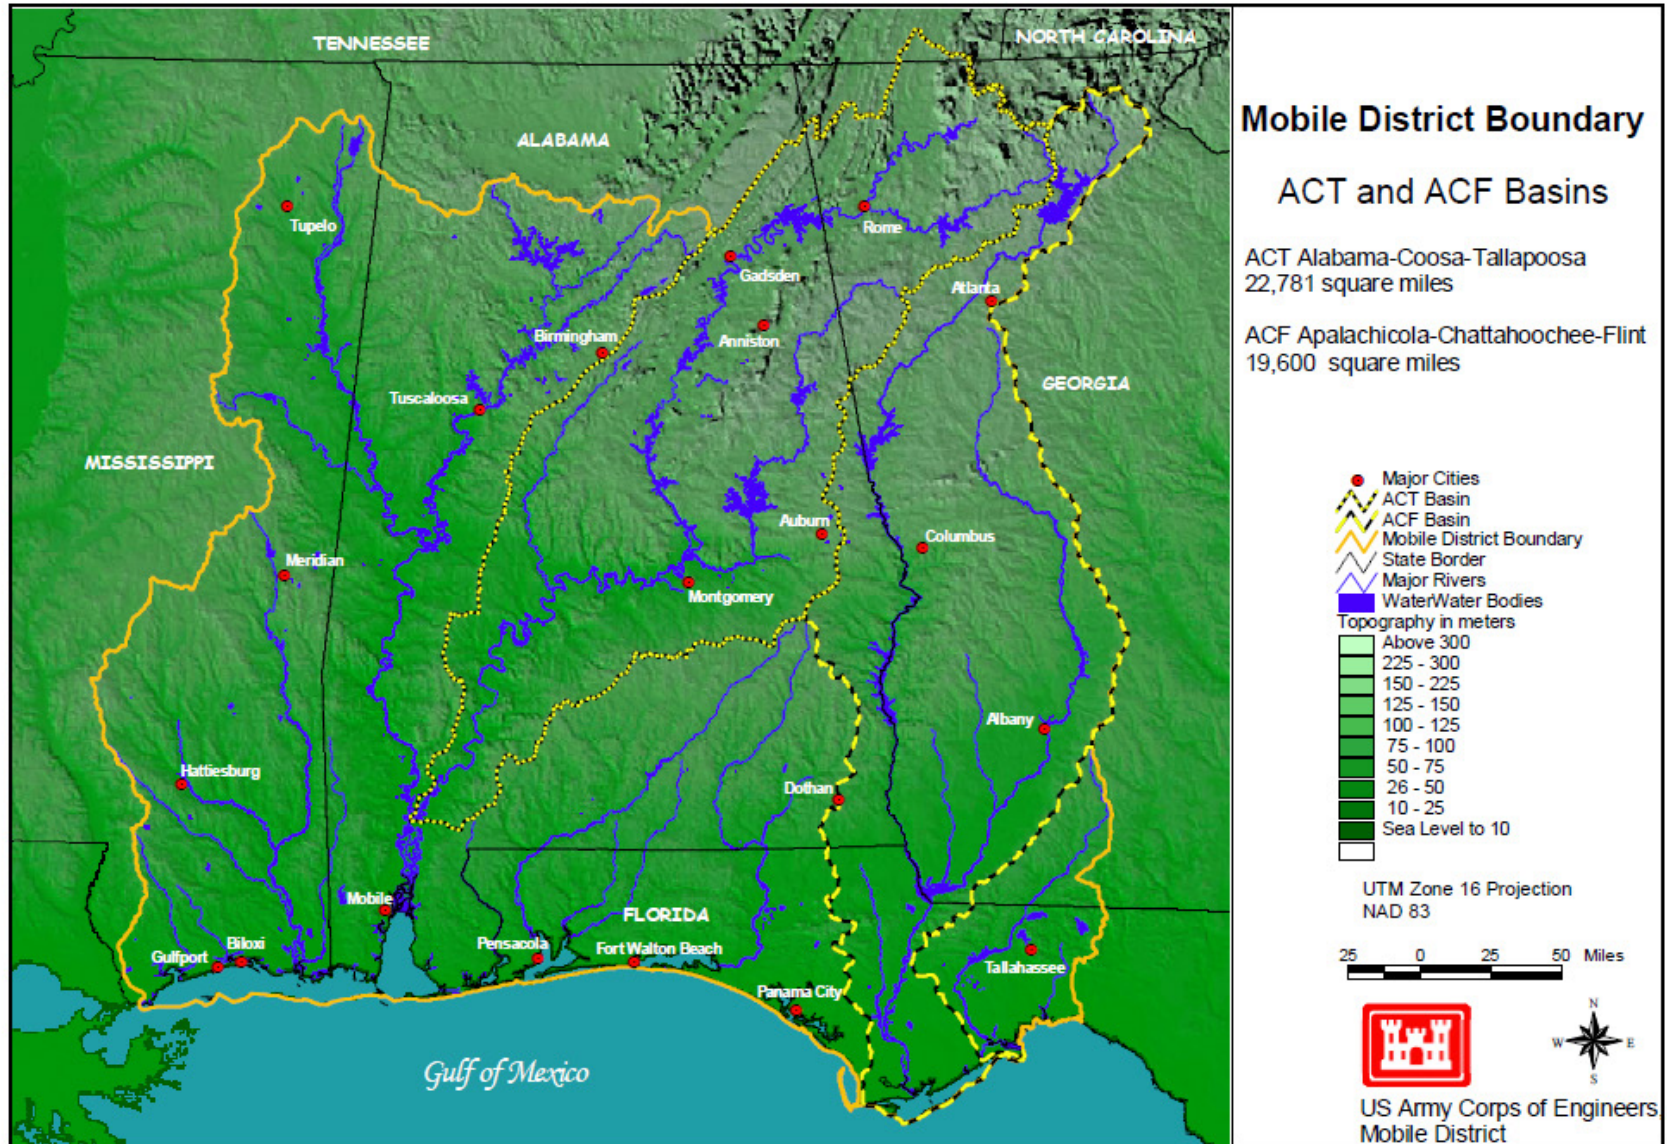 TENNESSEE
NORTH CAROLINA
ALABAMA
Tupelo
Rome
Gadsden
Atlanta
Birmingham
Anniston
GEORGIA
Tuscaloosa
MISSISSIPPI
Auburn
Columbus
Meridian
Montgomery
Albany
Hattiesburg
Dothan
Mobile
FLORIDA
Pensacola
Fort Walton Beach
Biloxi
Gulfport
Tallahassee
Panama City
Gulf of Mexico
Mobile District Boundary
ACT and ACF Basins
ACT Alabama-Coosa-Tallapoosa
22,781 square miles
ACF Apalachicola-Chattahoochee-Flint
19,600 square miles
Major Cities
ACT Basin
ACF Basin
Mobile District Boundary
State Border
Major Rivers
WaterWater Bodies
Topography in meters
Above 300
225 - 300
150 - 225
125 - 150
100 - 125
75 - 100
50 - 75
26 - 50
10 - 25
Sea Level to 10
UTM Zone 16 Projection
NAD 83
25 0 25 50 Miles
N
W E
S
US Army Corps of Engineers,
Mobile District